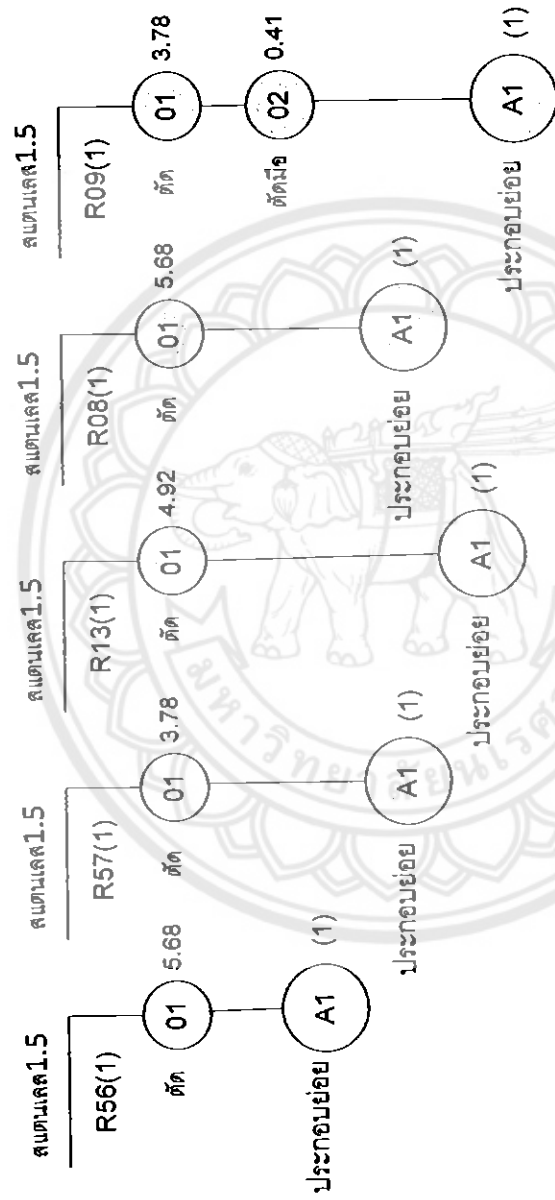 สแตนเลส1.5
R56(1)
01 5.68
ตัด
A1 (1)
ประกอบย่อย
สแตนเลส1.5
R57(1)
01 3.78
ตัด
A1 (1)
ประกอบย่อย
สแตนเลส1.5
R13(1)
01 4.92
ตัด
A1 (1)
ประกอบย่อย
สแตนเลส1.5
R08(1)
01 5.68
ตัด
A1 (1)
ประกอบย่อย
สแตนเลส1.5
R09(1)
01 3.78
ตัด
02 0.41
ตัดมือ
A1 (1)
ประกอบย่อย